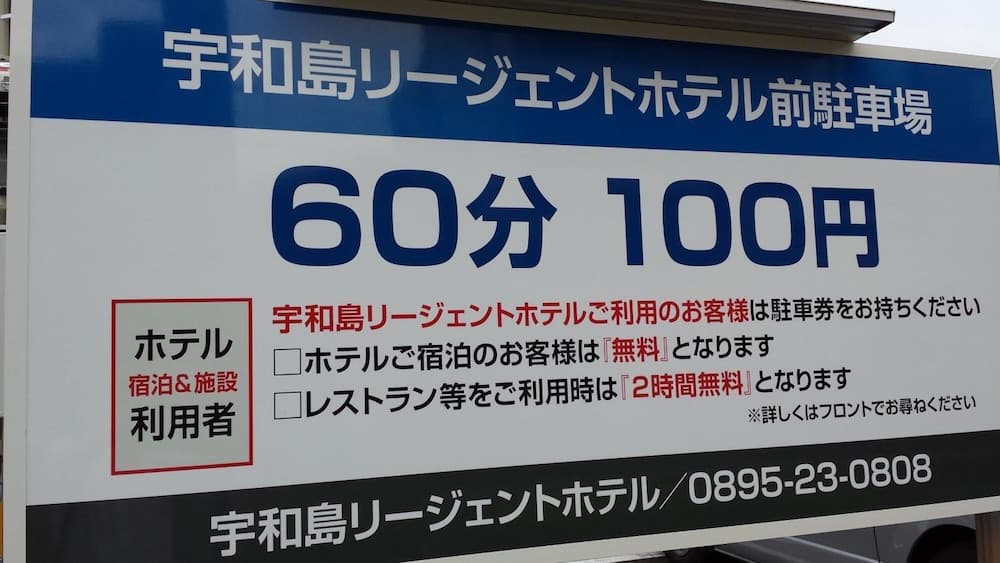 宇和島リージェントホテル前駐車場
60分 100円
ホテル
宿泊&施設
利用者
宇和島リージェントホテルご利用のお客様は駐車券をお持ちください
□ホテルご宿泊のお客様は『無料』となります
□レストラン等をご利用時は『2時間無料』となります
※詳しくはフロントでお尋ねください
宇和島リージェントホテル/0895-23-0808